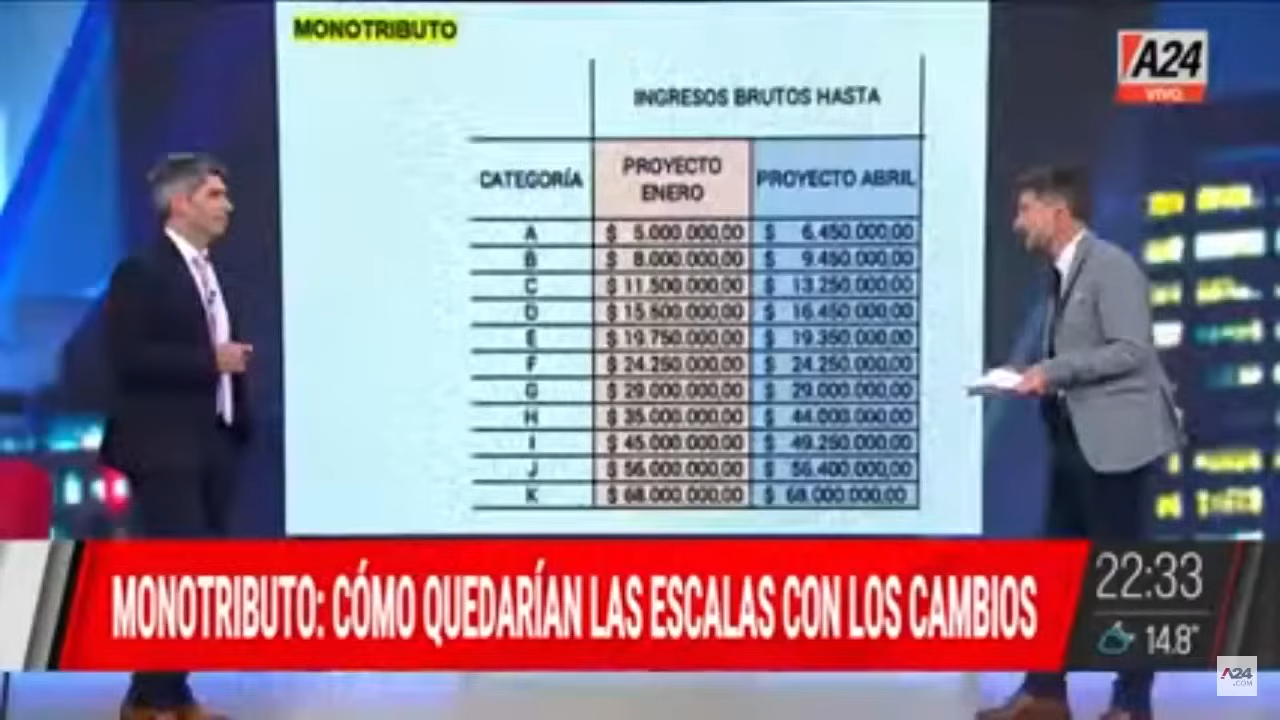 MONOTRIBUTO
A24
VIVO
INGRESOS BRUTOS HASTA
CATEGORÍA PROYECTO ENERO PROYECTO ABRIL
A $ 5.000.000,00 $ 6.450.000,00
B $ 8.000.000,00 $ 9.450.000,00
C $ 11.500.000,00 $ 13.250.000,00
D $ 15.500.000,00 $ 16.450.000,00
E $ 19.750.000,00 $ 19.350.000,00
F $ 24.250.000,00 $ 24.250.000,00
G $ 29.000.000,00 $ 29.000.000,00
H $ 35.000.000,00 $ 44.000.000,00
I $ 45.000.000,00 $ 49.250.000,00
J $ 56.000.000,00 $ 56.400.000,00
K $ 68.000.000,00 $ 68.000.000,00
MONOTRIBUTO: CÓMO QUEDARÍAN LAS ESCALAS CON LOS CAMBIOS
22:33
14.8°
A24
.COM